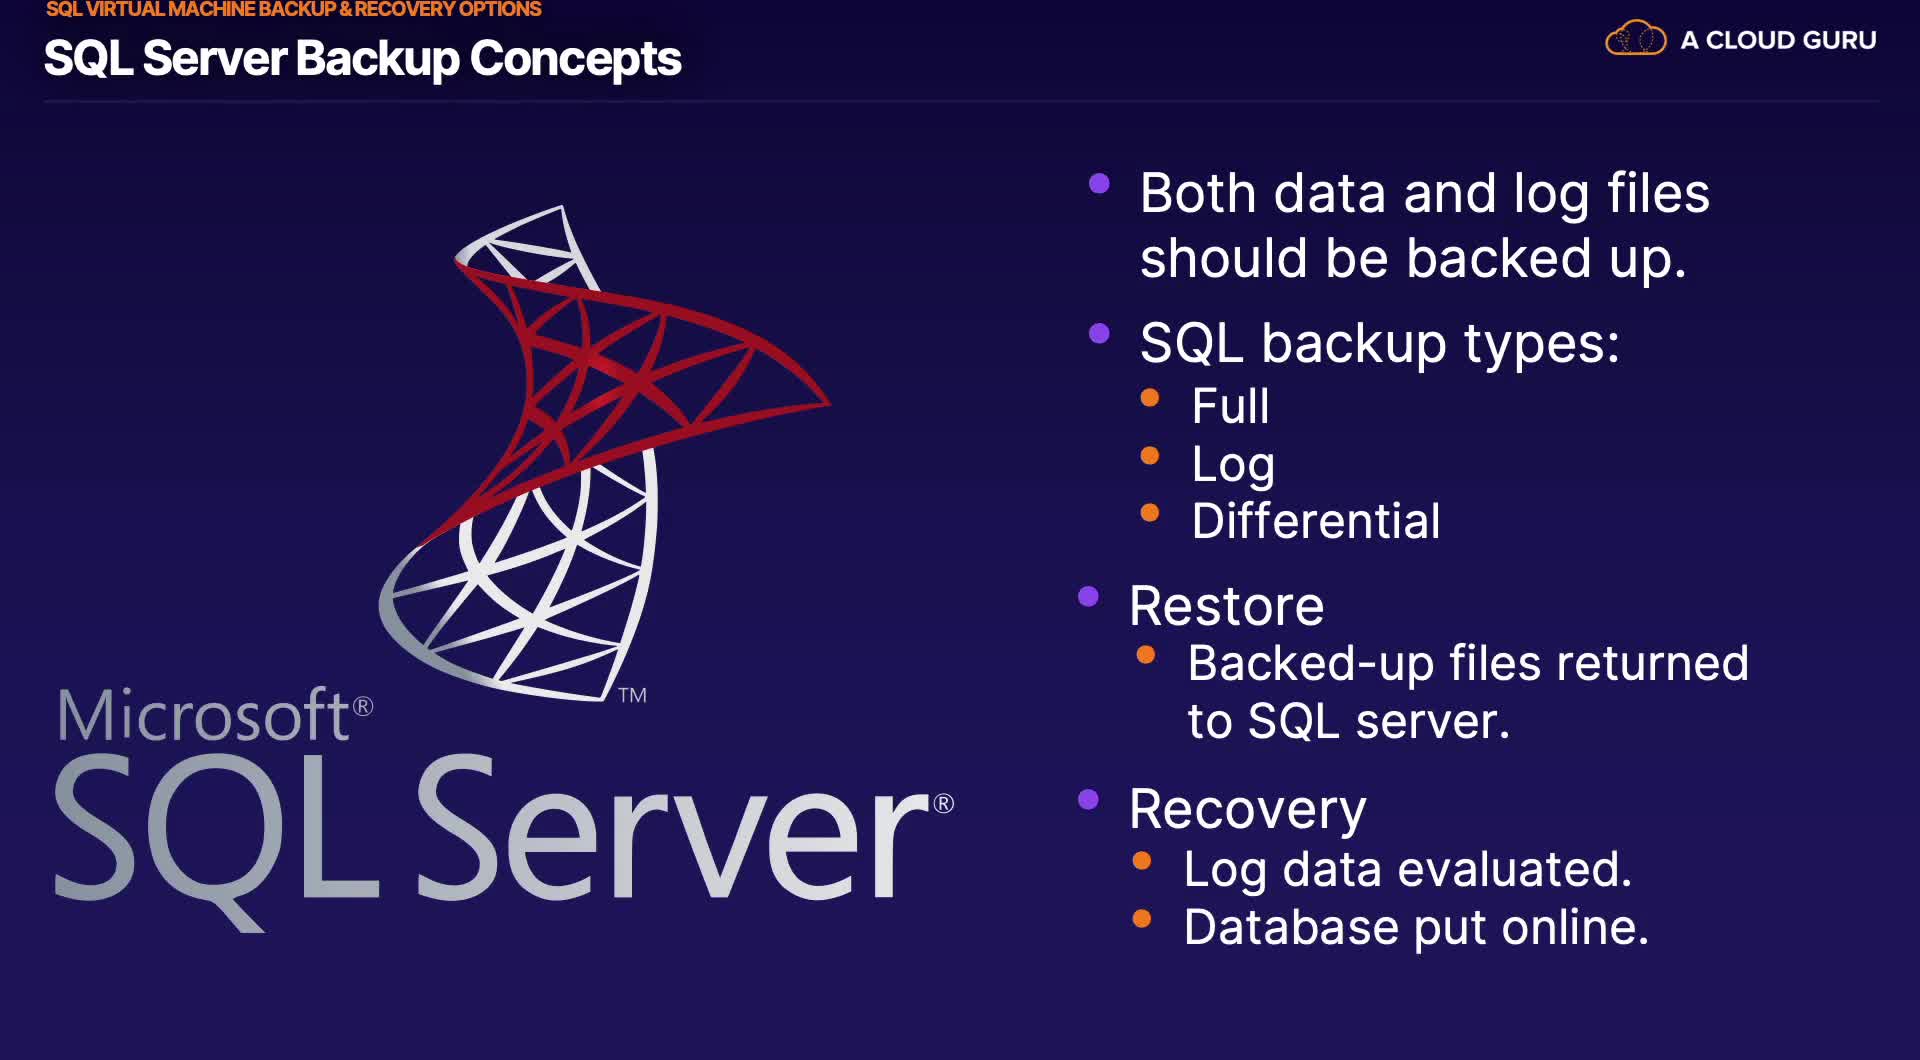 SQL VIRTUAL MACHINE BACKUP & RECOVERY OPTIONS
SQL Server Backup Concepts
A CLOUD GURU
Both data and log files
should be backed up.
SQL backup types:
Full
Log
Differential
Restore
Backed-up files returned
to SQL server.
Recovery
Log data evaluated.
Database put online.
TM
Microsoft®
SQL Server®